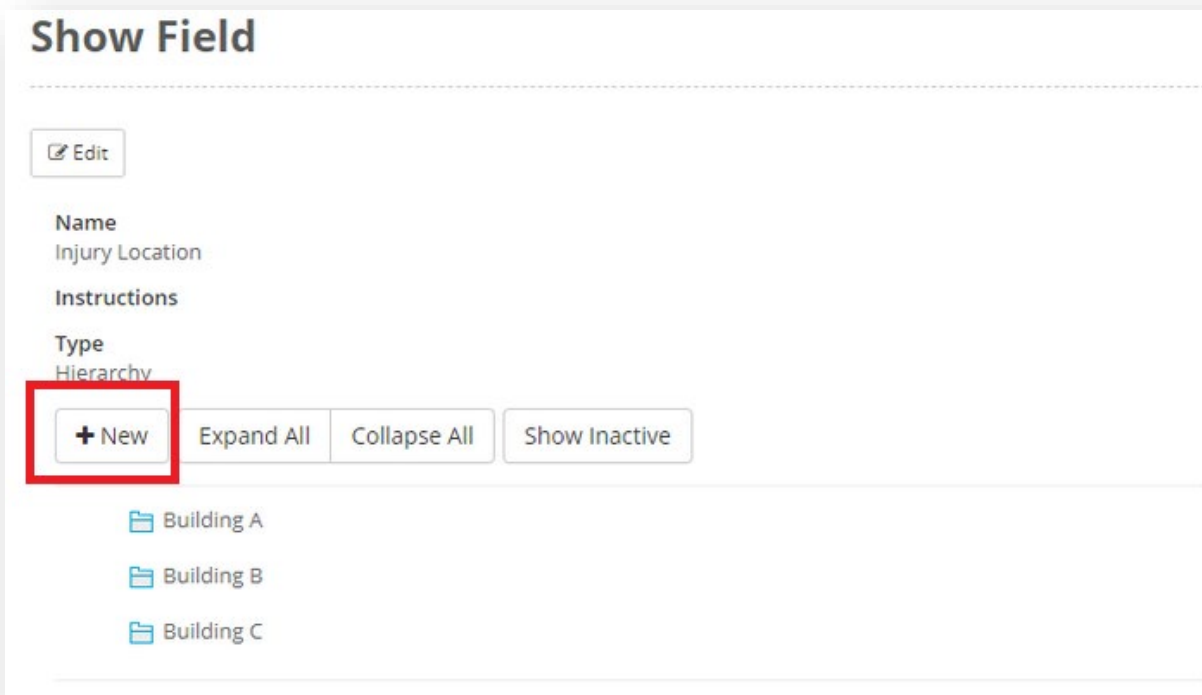 Show Field
Edit
Name
Injury Location
Instructions
Type
Hierarchy
+ New Expand All Collapse All Show Inactive
Building A
Building B
Building C